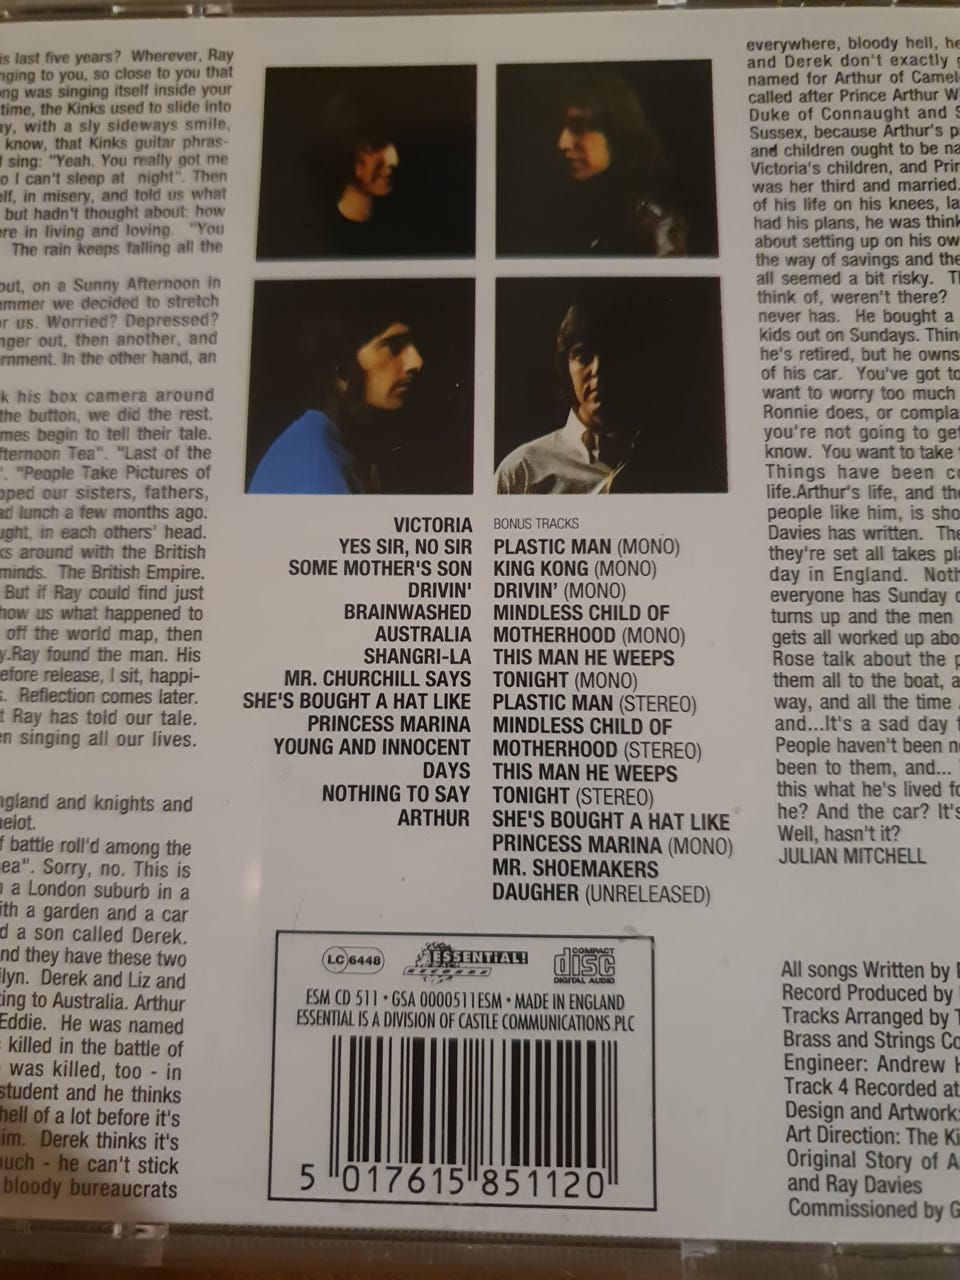 is last five years? Wherever, Ray
nging to you, so close to you that
ong was singing itself inside your
time, the Kinks used to slide into
ay, with a sly sideways smile,
know, that Kinks guitar phras-
sing: "Yeah. You really got me
o I can't sleep at night". Then
elf, in misery, and told us what
but hadn't thought about: how
ere in living and loving. "You
The rain keeps falling all the
out, on a Sunny Afternoon in
ummer we decided to stretch
or us. Worried? Depressed?
nger out, then another, and
ernment. In the other hand, an
k his box camera around
the button, we did the rest.
mes begin to tell their tale.
fternoon Tea". "Last of the
". "People Take Pictures of
oped our sisters, fathers,
ad lunch a few months ago.
ught, in each others' head.
ks around with the British
minds. The British Empire.
But if Ray could find just
how us what happened to
off the world map, then
y.Ray found the man. His
efore release, I sit, happi-
s. Reflection comes later.
t Ray has told our tale.
en singing all our lives.
ngland and knights and
nelot.
f battle roll'd among the
ea". Sorry, no. This is
n a London suburb in a
ith a garden and a car
d a son called Derek.
nd they have these two
ilyn. Derek and Liz and
ting to Australia. Arthur
Eddie. He was named
killed in the battle of
was killed, too - in
student and he thinks
hell of a lot before it's
him. Derek thinks it's
uch - he can't stick
bloody bureaucrats
VICTORIA
YES SIR, NO SIR
SOME MOTHER'S SON
DRIVIN'
BRAINWASHED
AUSTRALIA
SHANGRI-LA
MR. CHURCHILL SAYS
SHE'S BOUGHT A HAT LIKE
PRINCESS MARINA
YOUNG AND INNOCENT
DAYS
NOTHING TO SAY
ARTHUR
BONUS TRACKS
PLASTIC MAN (MONO)
KING KONG (MONO)
DRIVIN' (MONO)
MINDLESS CHILD OF
MOTHERHOOD (MONO)
THIS MAN HE WEEPS
TONIGHT (MONO)
PLASTIC MAN (STEREO)
MINDLESS CHILD OF
MOTHERHOOD (STEREO)
THIS MAN HE WEEPS
TONIGHT (STEREO)
SHE'S BOUGHT A HAT LIKE
PRINCESS MARINA (MONO)
MR. SHOEMAKERS
DAUGHER (UNRELEASED)
LC 6448
ESSENTIAL!
RECORDS
COMPACT
disc
DIGITAL AUDIO
ESM CD 511 • GSA 0000511ESM • MADE IN ENGLAND
ESSENTIAL IS A DIVISION OF CASTLE COMMUNICATIONS PLC
5 017615 851120
everywhere, bloody hell, he
and Derek don't exactly g
named for Arthur of Camel
called after Prince Arthur W
Duke of Connaught and S
Sussex, because Arthur's p
and children ought to be na
Victoria's children, and Prin
was her third and married.
of his life on his knees, la
had his plans, he was think
about setting up on his ow
the way of savings and the
all seemed a bit risky. Th
think of, weren't there?
never has. He bought a
kids out on Sundays. Thin
he's retired, but he owns
of his car. You've got to
want to worry too much
Ronnie does, or compla
you're not going to get
know. You want to take
Things have been co
life.Arthur's life, and the
people like him, is sho
Davies has written. The
they're set all takes pla
day in England. Noth
everyone has Sunday d
turns up and the men
gets all worked up abo
Rose talk about the p
them all to the boat, a
way, and all the time
and...It's a sad day f
People haven't been n
been to them, and...
this what he's lived fo
he? And the car? It's
Well, hasn't it?
JULIAN MITCHELL
All songs Written by
Record Produced by
Tracks Arranged by T
Brass and Strings Co
Engineer: Andrew H
Track 4 Recorded at
Design and Artwork:
Art Direction: The Ki
Original Story of A
and Ray Davies
Commissioned by G